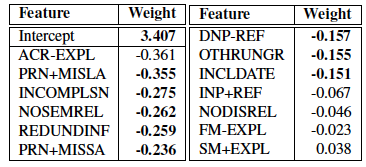 Feature Weight Feature Weight
Intercept 3.407 DNP-REF -0.157
ACR-EXPL -0.361 OTHRUNGR -0.155
PRN+MISLA -0.355 INCLDATE -0.151
INCOMPLSN -0.275 INP+REF -0.067
NOSEMREL -0.262 NODISREL -0.046
REDUNDINF -0.259 FM-EXPL -0.023
PRN+MISSA -0.236 SM+EXPL 0.038